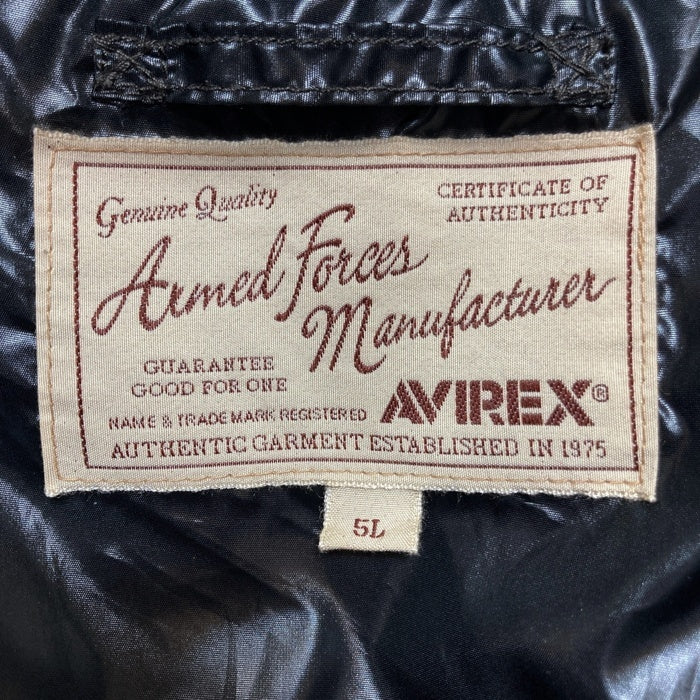 Genuine Quality
CERTIFICATE OF
AUTHENTICITY
Armed Forces
Manufacturer
GUARANTEE
GOOD FOR ONE
NAME & TRADE MARK REGISTERED
AVIREX®
AUTHENTIC GARMENT ESTABLISHED IN 1975
5L